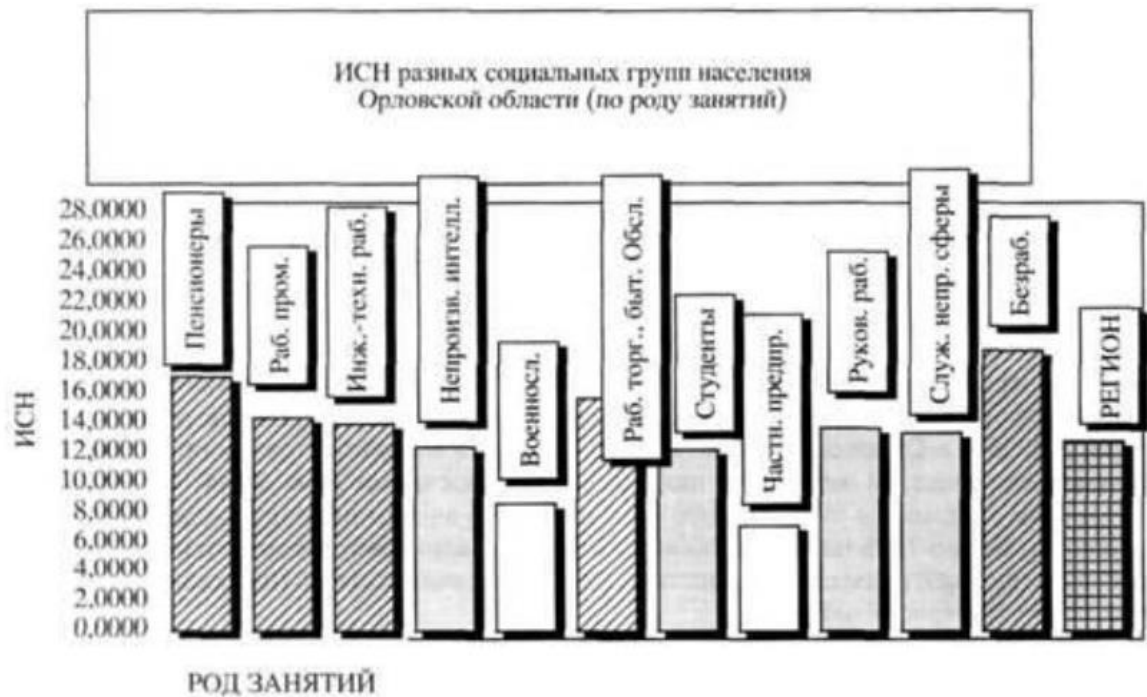 ИСН разных социальных групп населения
Орловской области (по роду занятий)
ИСН
28,0000
26,0000
24,0000
22,0000
20,0000
18,0000
16,0000
14,0000
12,0000
10,0000
8,0000
6,0000
4,0000
2,0000
0,0000
Пенсионеры
Раб. пром.
Инж.-техн. раб.
Непроизв. интелл.
Военносл.
Раб. торг., быт. Обсл.
Студенты
Частн. предпр.
Руков. раб.
Служ. непр. сферы
Безраб.
РЕГИОН
РОД ЗАНЯТИЙ